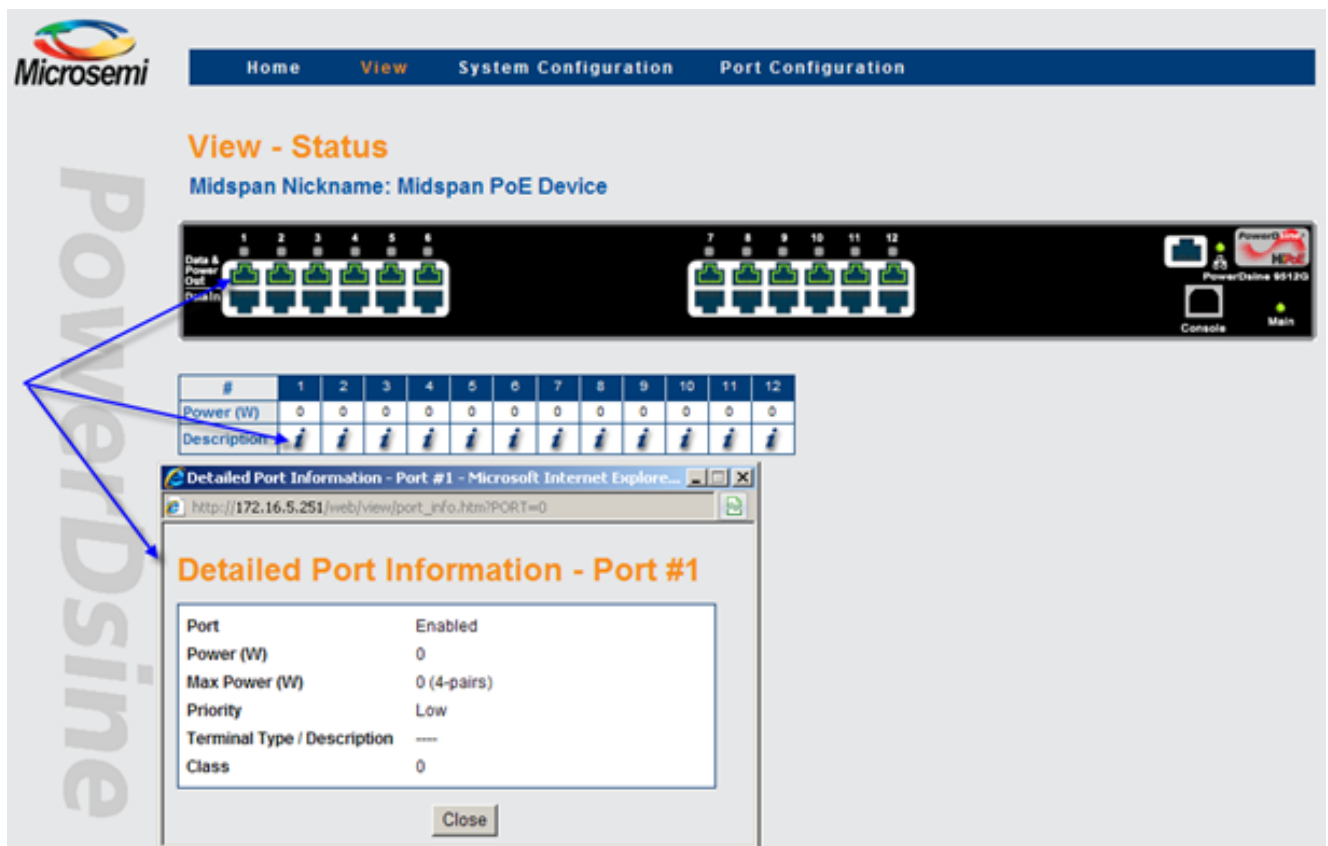 Microsemi
Home View System Configuration Port Configuration
PowerDsine
View - Status
Midspan Nickname: Midspan PoE Device
1 2 3 4 5 6 7 8 9 10 11 12
Data &
Power
Out
Data In
PowerDsine
HiPoE
PowerDsine 9512G
Console Main
# 1 2 3 4 5 6 7 8 9 10 11 12
Power (W) 0 0 0 0 0 0 0 0 0 0 0 0
Description i i i i i i i i i i i i
Detailed Port Information - Port #1 - Microsoft Internet Explore...
http://172.16.5.251/web/view/port_info.htm?PORT=0
Detailed Port Information - Port #1
Port Enabled
Power (W) 0
Max Power (W) 0 (4-pairs)
Priority Low
Terminal Type / Description ----
Class 0
Close